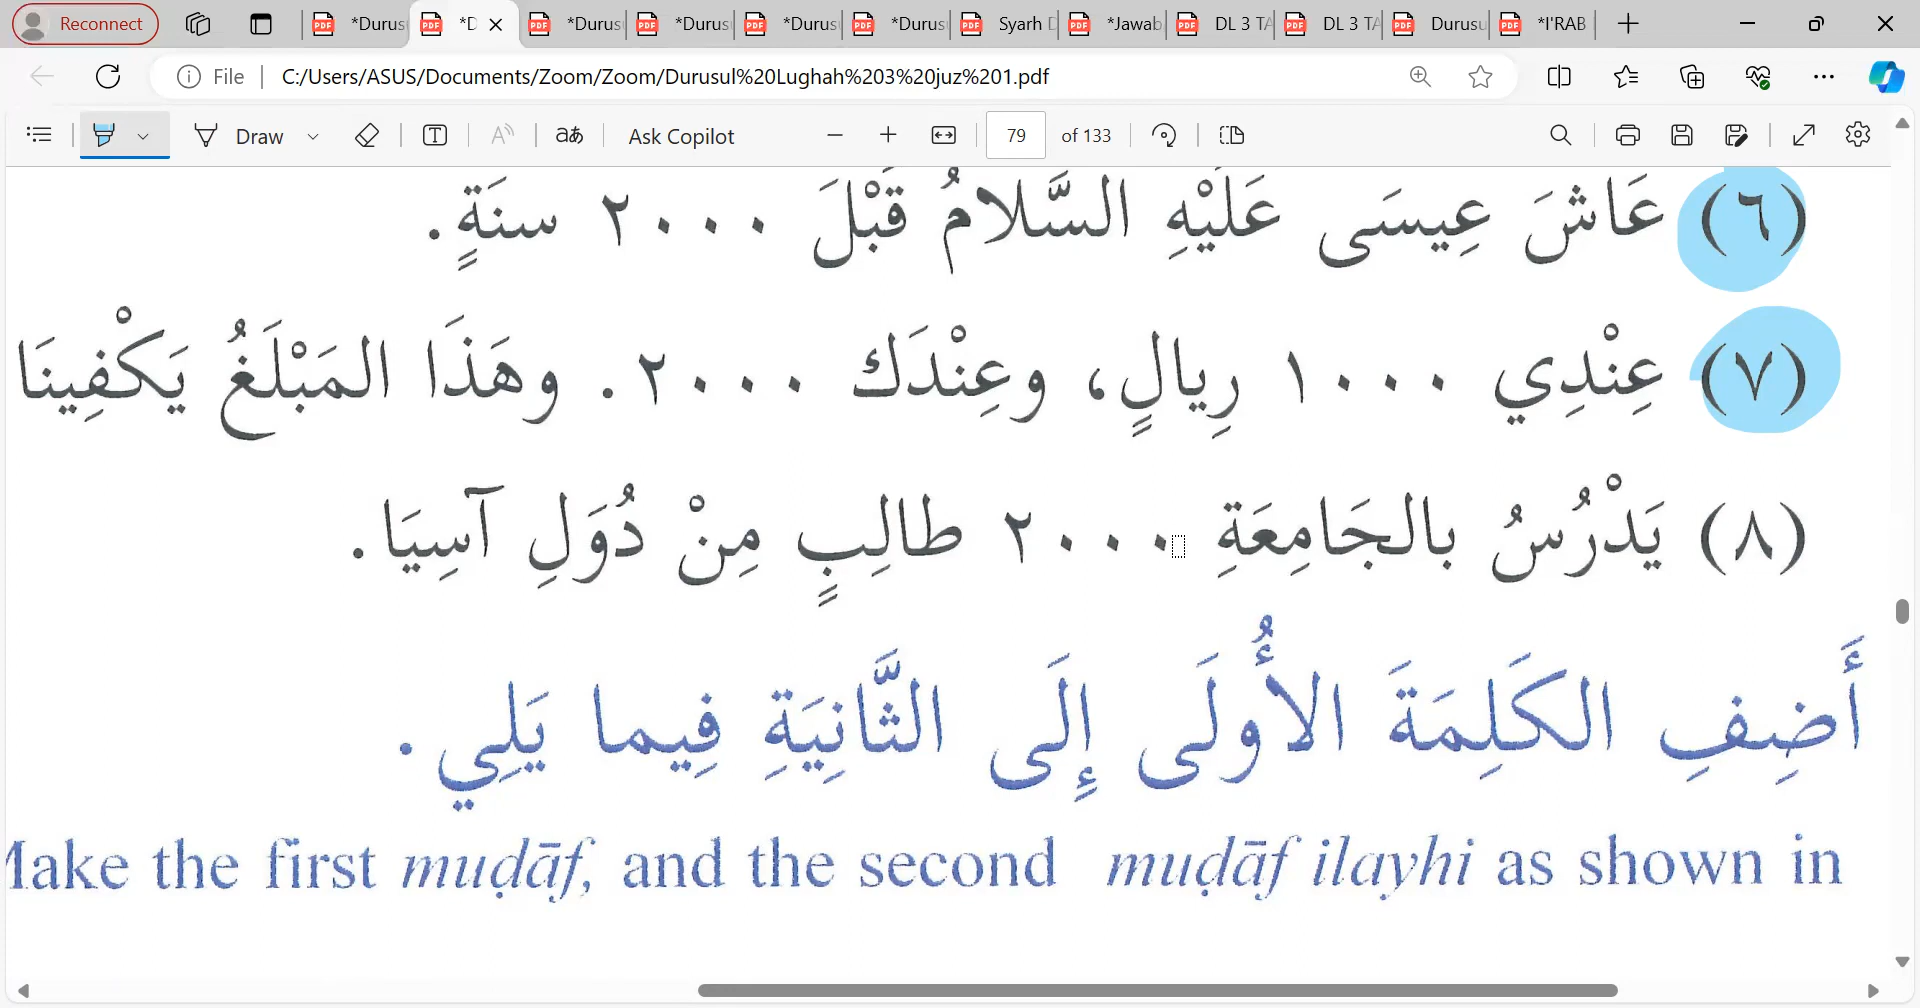 Reconnect
*Durus
*D
*Durus
*Durus
*Durus
*Durus
Syarh D
*Jawab
DL 3 TA
DL 3 TA
Durusu
*I'RAB
File
C:/Users/ASUS/Documents/Zoom/Zoom/Durusul%20Lughah%203%20juz%201.pdf
Draw
Ask Copilot
79
of 133
(٦) عَاشَ عِيسَى عَلَيْهِ السَّلامُ قَبْلَ ٢٠٠٠ سنَةٍ.
(٧) عِنْدِي ١٠٠٠ رِيالٍ، وعِنْدَك ٢٠٠٠. وهَذَا المَبْلَغُ يَكْفِينَا
(٨) يَدْرُسُ بالجَامِعَةِ ٢٠٠٠ طالِبٍ مِنْ دُوَلِ آسِيَا.
أَضِفِ الكَلِمَةَ الأُولَى إِلَى الثَّانِيَةِ فِيما يَلِي.
Make the first muḍāf, and the second muḍāf ilayhi as shown in